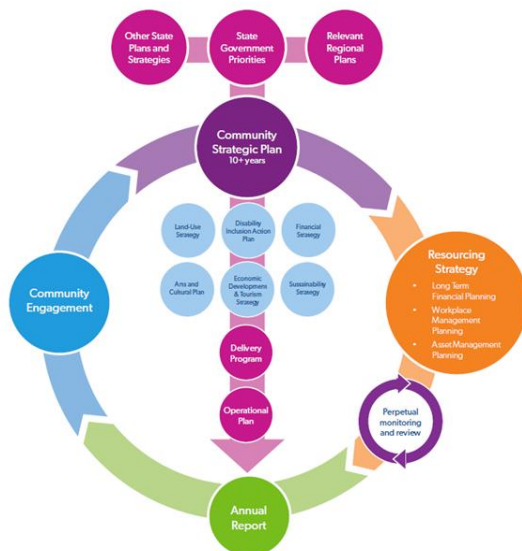 Other State
Plans and
Strategies
State
Government
Priorities
Relevant
Regional
Plans
Community
Strategic Plan
10+ years
Land-Use
Strategy
Disability
Inclusion Action
Plan
Financial
Strategy
Arts and
Cultural Plan
Economic
Development
& Tourism
Strategy
Sustainability
Strategy
Community
Engagement
Resourcing
Strategy
• Long Term
Financial Planning
• Workplace
Management
Planning
• Asset Management
Planning
Delivery
Program
Operational
Plan
Perpetual
monitoring
and review
Annual
Report